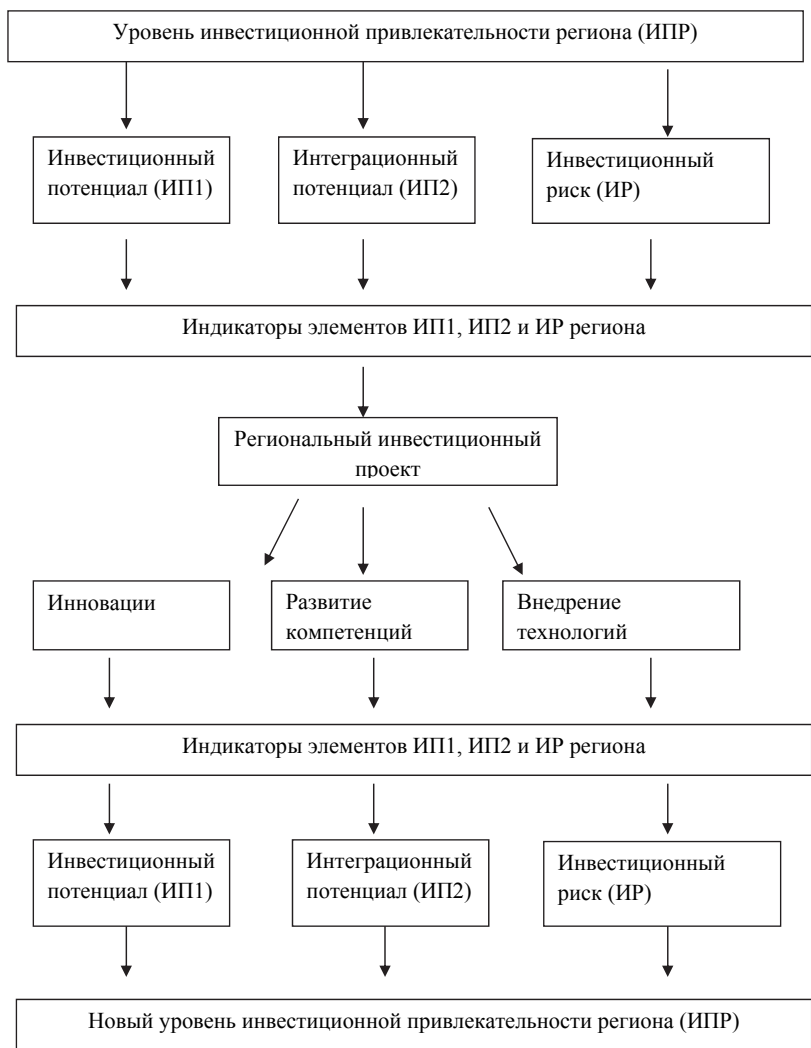 Уровень инвестиционной привлекательности региона (ИПР)
Инвестиционный
потенциал (ИП1)
Интеграционный
потенциал (ИП2)
Инвестиционный
риск (ИР)
Индикаторы элементов ИП1, ИП2 и ИР региона
Региональный инвестиционный
проект
Инновации
Развитие
компетенций
Внедрение
технологий
Индикаторы элементов ИП1, ИП2 и ИР региона
Инвестиционный
потенциал (ИП1)
Интеграционный
потенциал (ИП2)
Инвестиционный
риск (ИР)
Новый уровень инвестиционной привлекательности региона (ИПР)